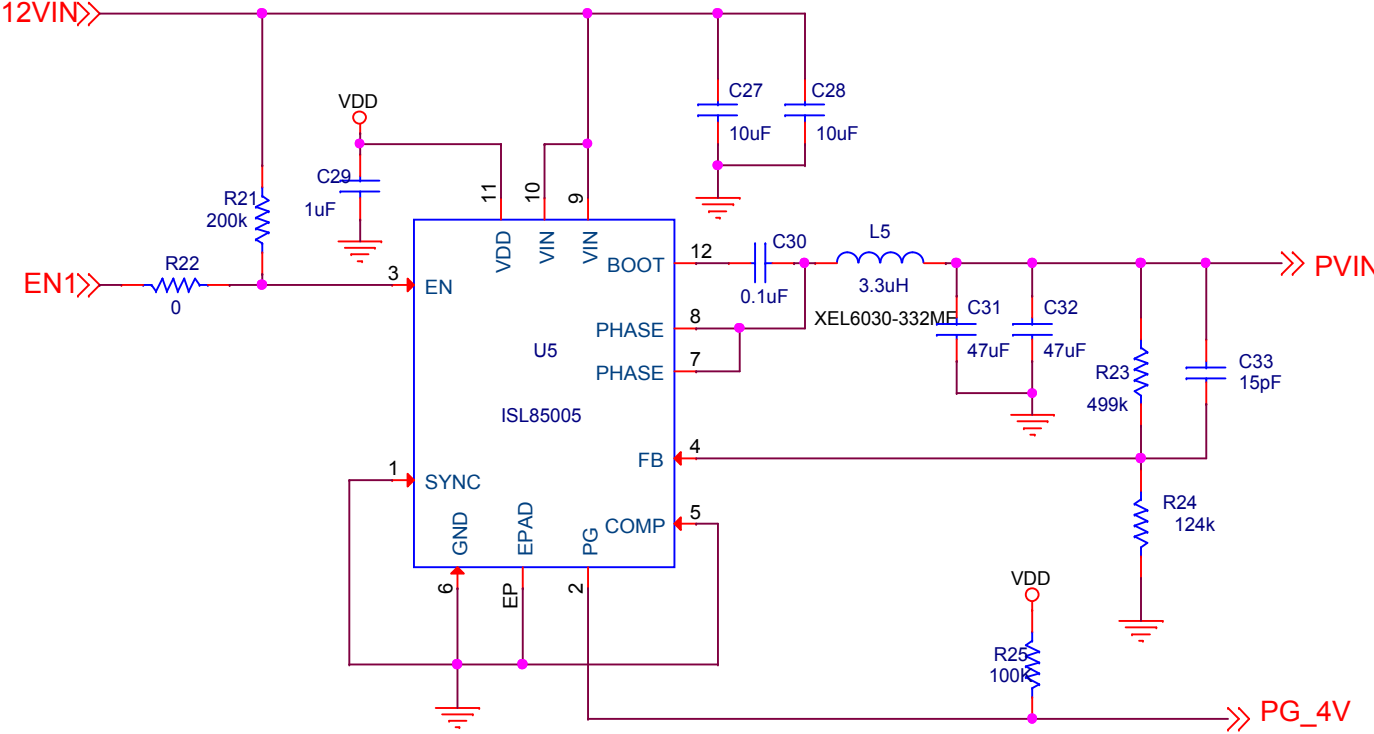 12VIN
VDD
C27
10uF
C28
10uF
C29
1uF
R21
200k
11
10
9
VDD
VIN
VIN
EN1
R22
0
3
EN
BOOT
12
C30
0.1uF
L5
3.3uH
XEL6030-332ME
PVIN
PHASE
8
PHASE
7
U5
ISL85005
C31
47uF
C32
47uF
R23
499k
C33
15pF
FB
4
1
SYNC
GND
EPAD
PG
COMP
5
R24
124k
6
EP
2
VDD
R25
100K
PG_4V